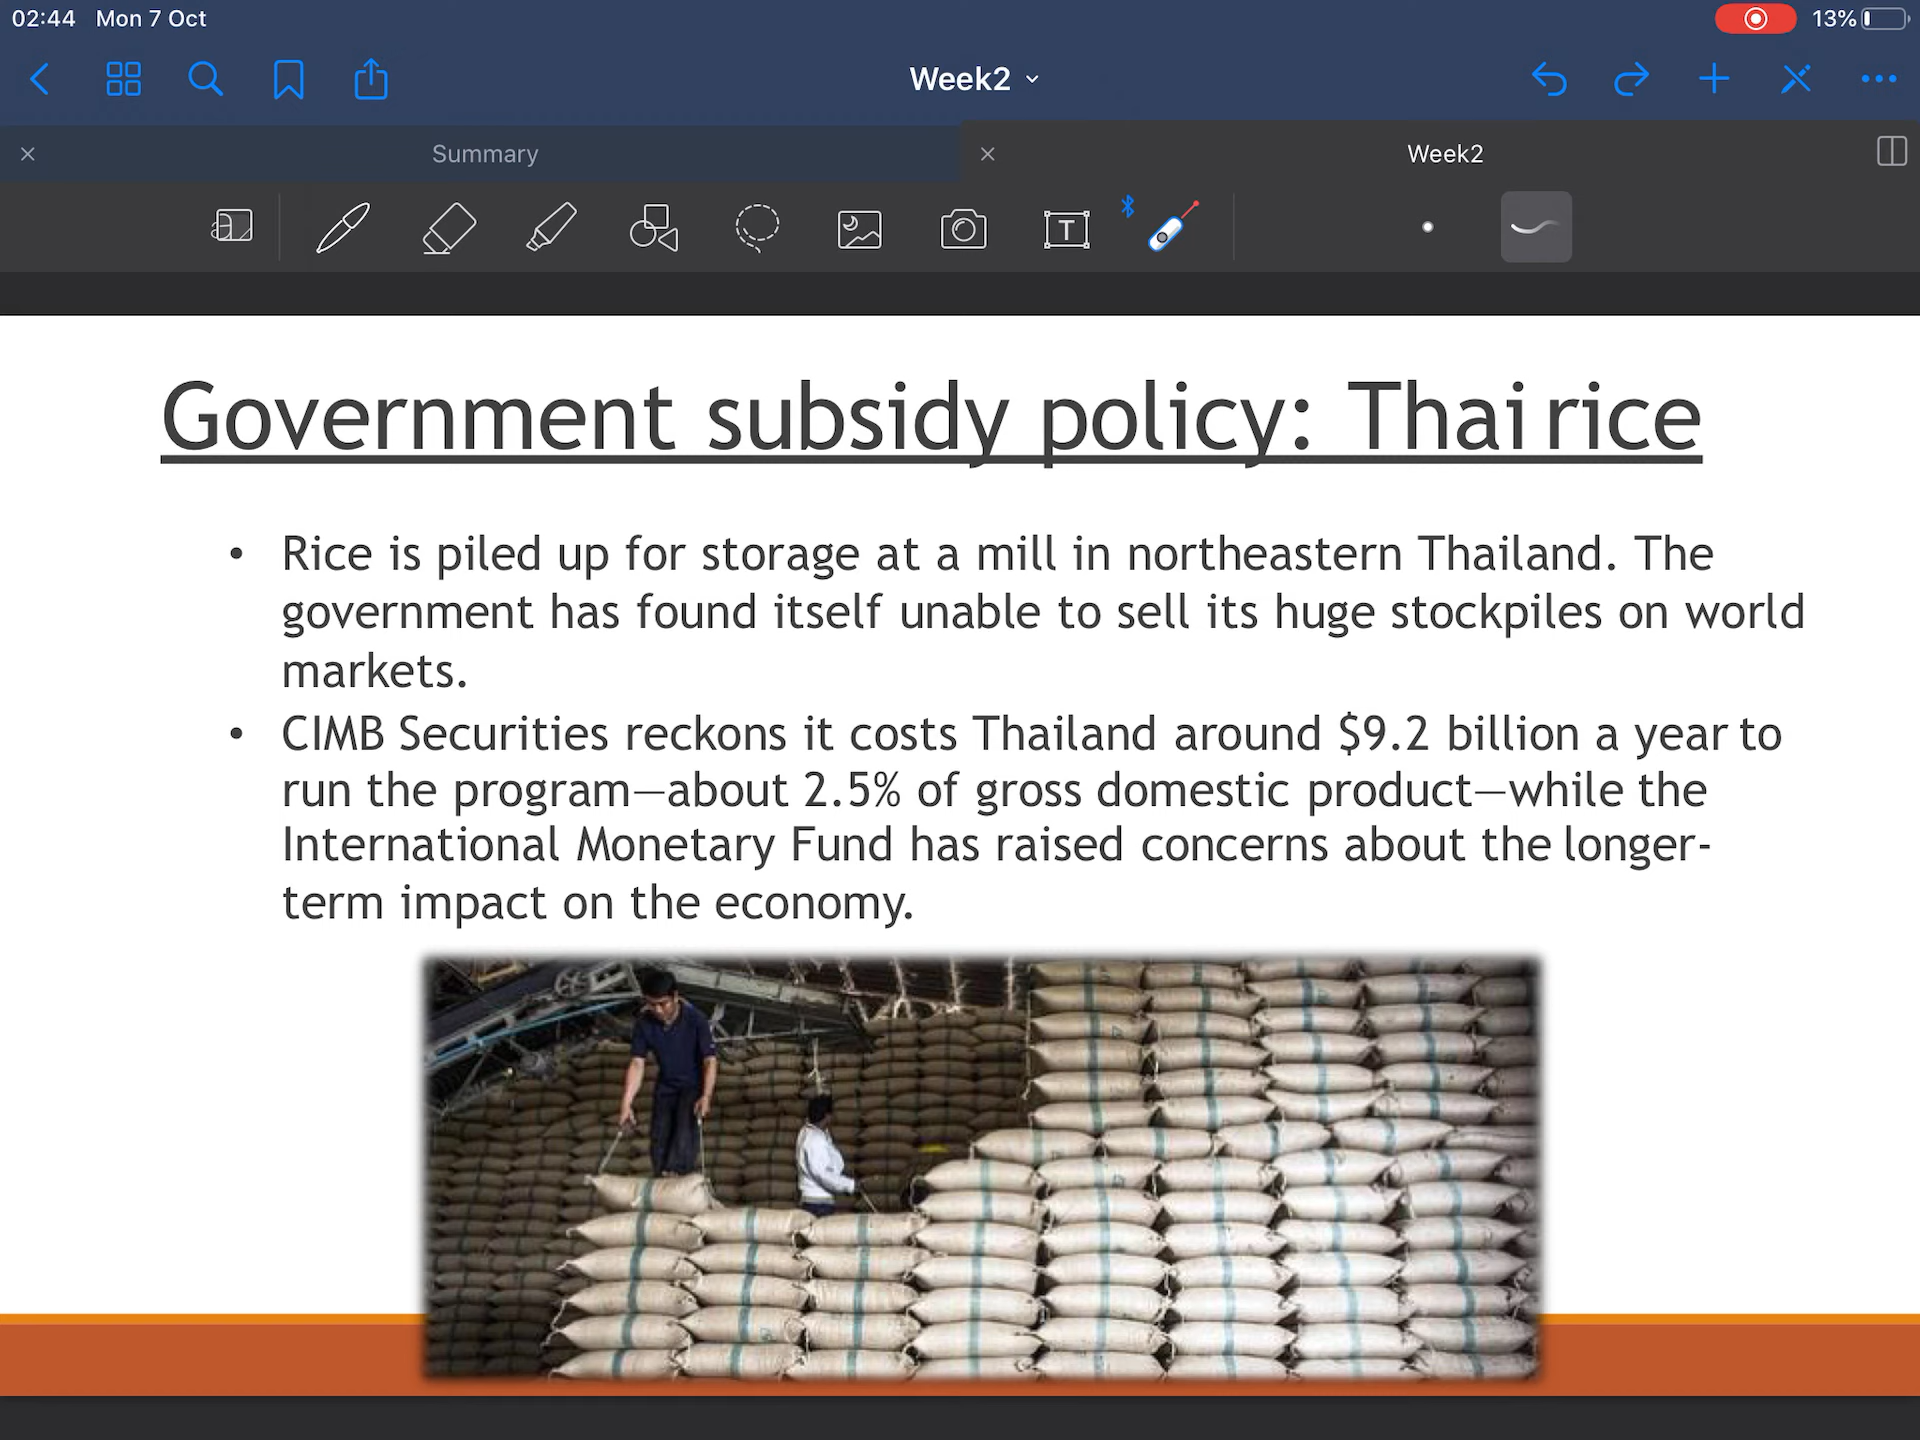 02:44 Mon 7 Oct 13%
Week2
Summary Week2
T
Government subsidy policy: Thai rice
• Rice is piled up for storage at a mill in northeastern Thailand. The
government has found itself unable to sell its huge stockpiles on world
markets.
• CIMB Securities reckons it costs Thailand around $9.2 billion a year to
run the program—about 2.5% of gross domestic product—while the
International Monetary Fund has raised concerns about the longer-
term impact on the economy.